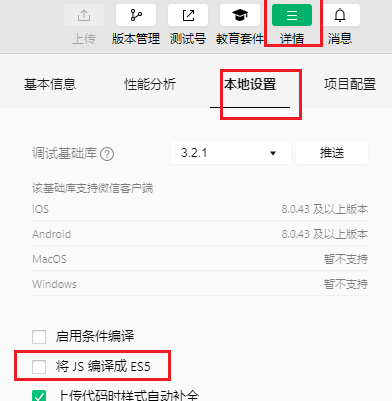 上传 版本管理 测试号 教育套件 详情 消息
基本信息 性能分析 本地设置 项目配置
调试基础库 ? 3.2.1 推送
该基础库支持微信客户端
iOS 8.0.43 及以上版本
Android 8.0.43 及以上版本
MacOS 暂不支持
Windows 暂不支持
启用条件编译
将 JS 编译成 ES5
上传代码时样式自动补全